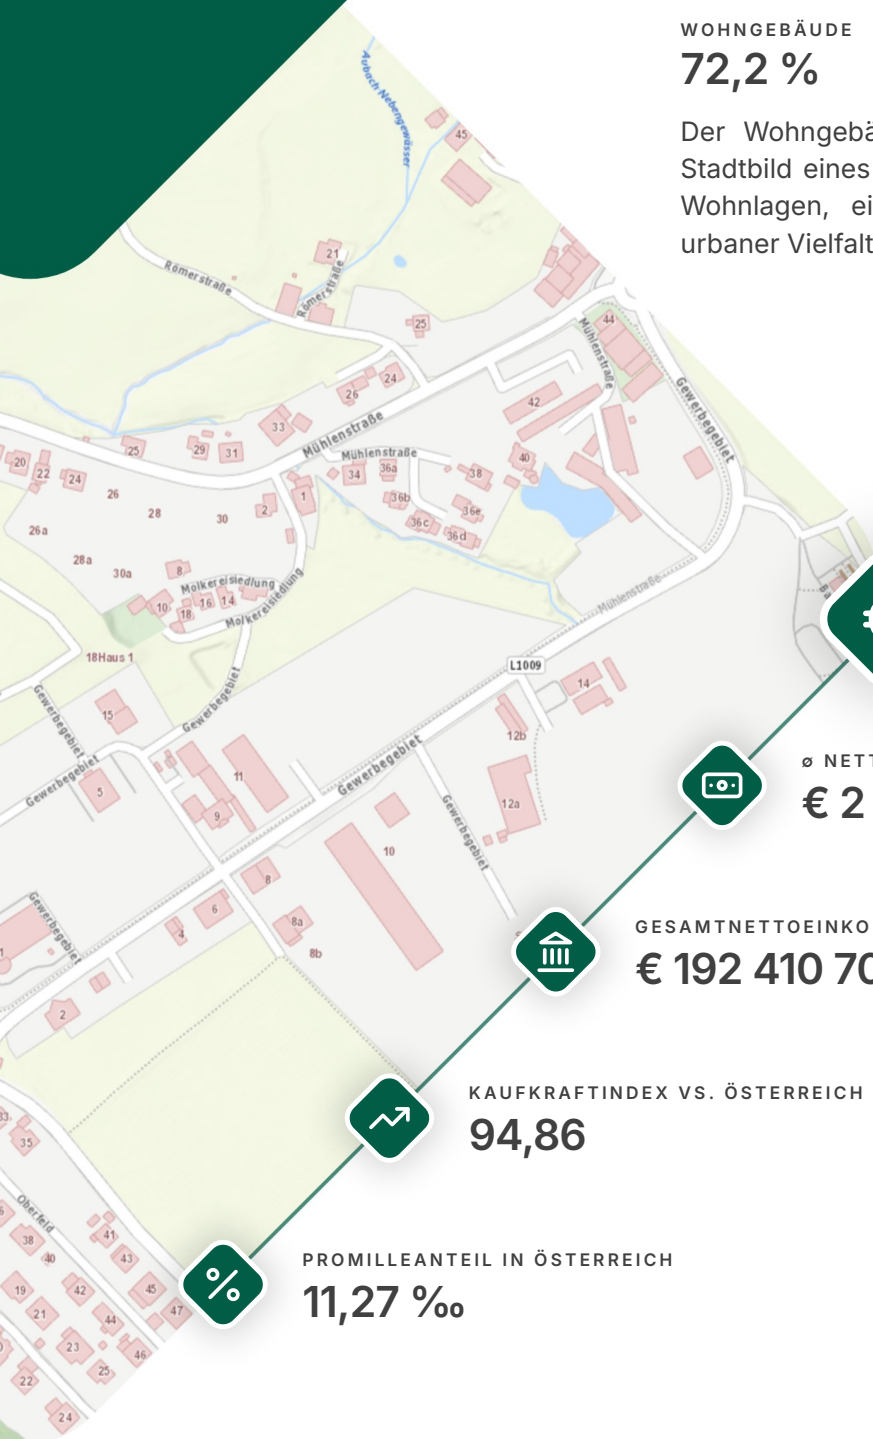 WOHNGEBÄUDE
72,2 %
Der Wohngebä
Stadtbild eines
Wohnlagen, ei
urbaner Vielfalt
Aubach Nebengewässer
45
Römerstraße
21
Römerstraße
25
44
Mühlenstraße
Gewerbegebiet
24
26
42
33
Mühlenstraße
25
29
31
Mühlenstraße
20
22
24
34
36a
38
40
26
28
30
2
1
36b
36c
36e
36d
26a
28a
30a
8
Molkereisiedlung
10
18
16
14
Molkereisiedlung
Mühlenstraße
18Haus 1
L1009
14
Gewerbegebiet
15
Gewerbegebiet
12b
Gewerbegebiet
5
11
9
Gewerbegebiet
12a
Gewerbegebiet
10
ø NETT
€ 2
8
6
8a
8b
4
Gewerbegebiet
2
GESAMTNETTOEINKO
€ 192 410 70
KAUFKRAFTINDEX VS. ÖSTERREICH
94,86
33
35
Oberfeld
38
40
41
43
45
47
19
42
21
44
23
46
25
22
24
PROMILLEANTEIL IN ÖSTERREICH
11,27 ‰